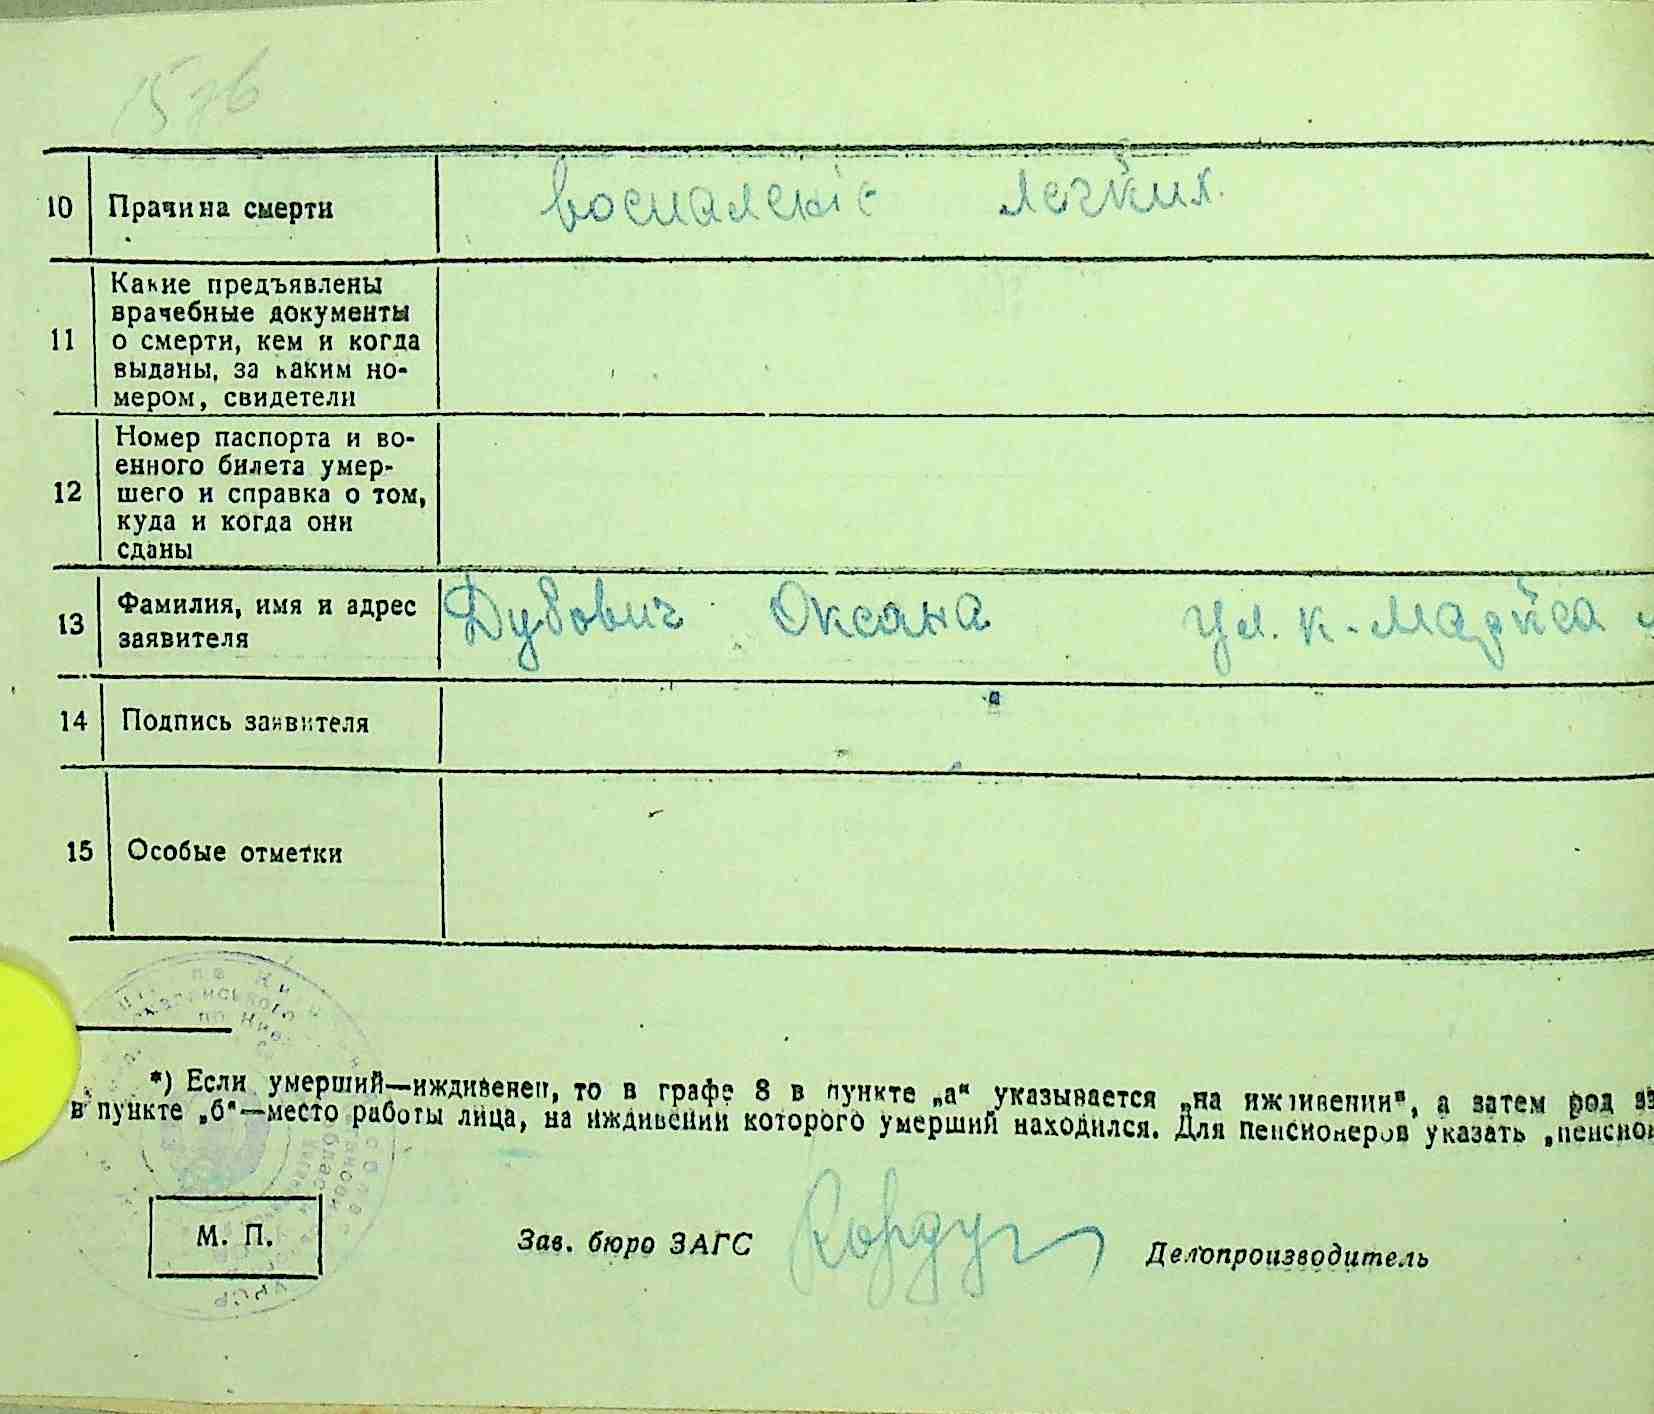 10 Прачина смерти воспаленіе легких.
11 Какие предъявлены
врачебные документы
о смерти, кем и когда
выданы, за каким но-
мером, свидетели
12 Номер паспорта и во-
енного билета умер-
шего и справка о том,
куда и когда они
сданы
13 Фамилия, имя и адрес
заявителя Дубович Оксана ул. К-Маркса
14 Подпись заявителя
15 Особые отметки
*) Если умерший—иждивенец, то в графе 8 в пункте „а“ указывается „на иждивении“, а затем род
в пункте „б“—место работы лица, на иждивении которого умерший находился. Для пенсионеров указать
М. П. Зав. бюро ЗАГС Делопроизводитель